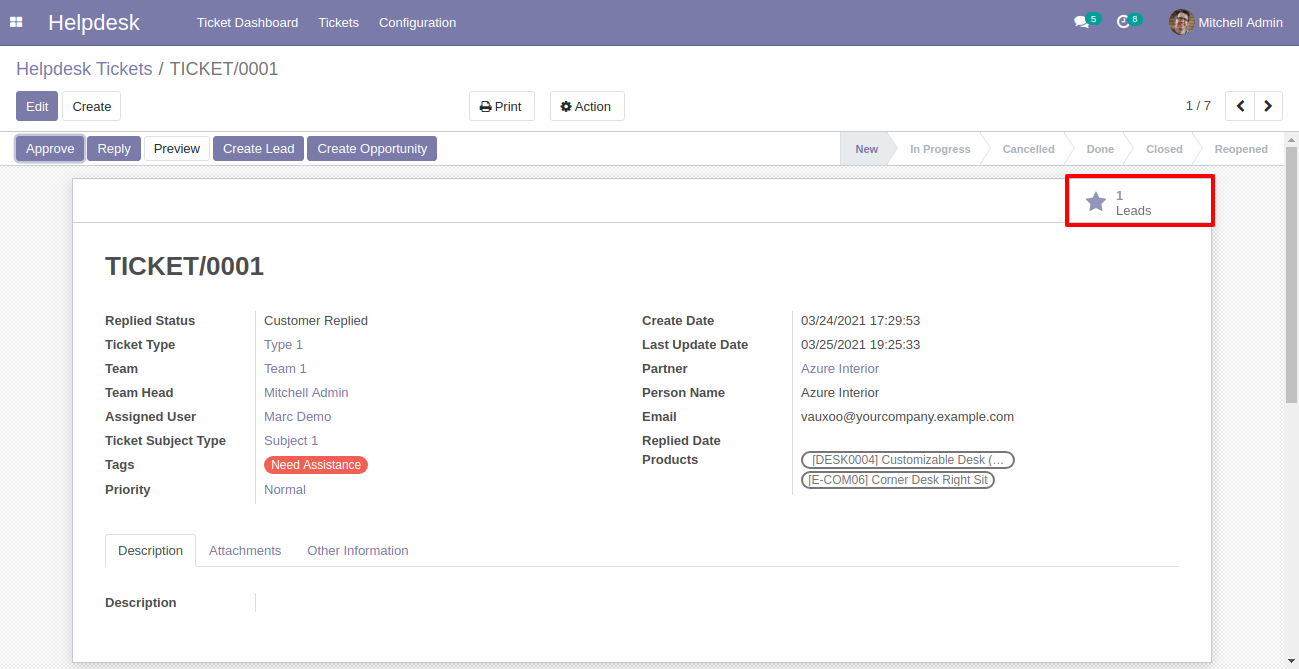 Helpdesk Ticket Dashboard Tickets Configuration 5 8 Mitchell Admin
Helpdesk Tickets / TICKET/0001
Edit Create Print Action 1 / 7
Approve Reply Preview Create Lead Create Opportunity New In Progress Cancelled Done Closed Reopened
1
Leads
TICKET/0001
Replied Status Customer Replied Create Date 03/24/2021 17:29:53
Ticket Type Type 1 Last Update Date 03/25/2021 19:25:33
Team Team 1 Partner Azure Interior
Team Head Mitchell Admin Person Name Azure Interior
Assigned User Marc Demo Email vauxoo@yourcompany.example.com
Ticket Subject Type Subject 1 Replied Date
Tags Need Assistance Products [DESK0004] Customizable Desk (…
[E-COM06] Corner Desk Right Sit
Priority Normal
Description Attachments Other Information
Description